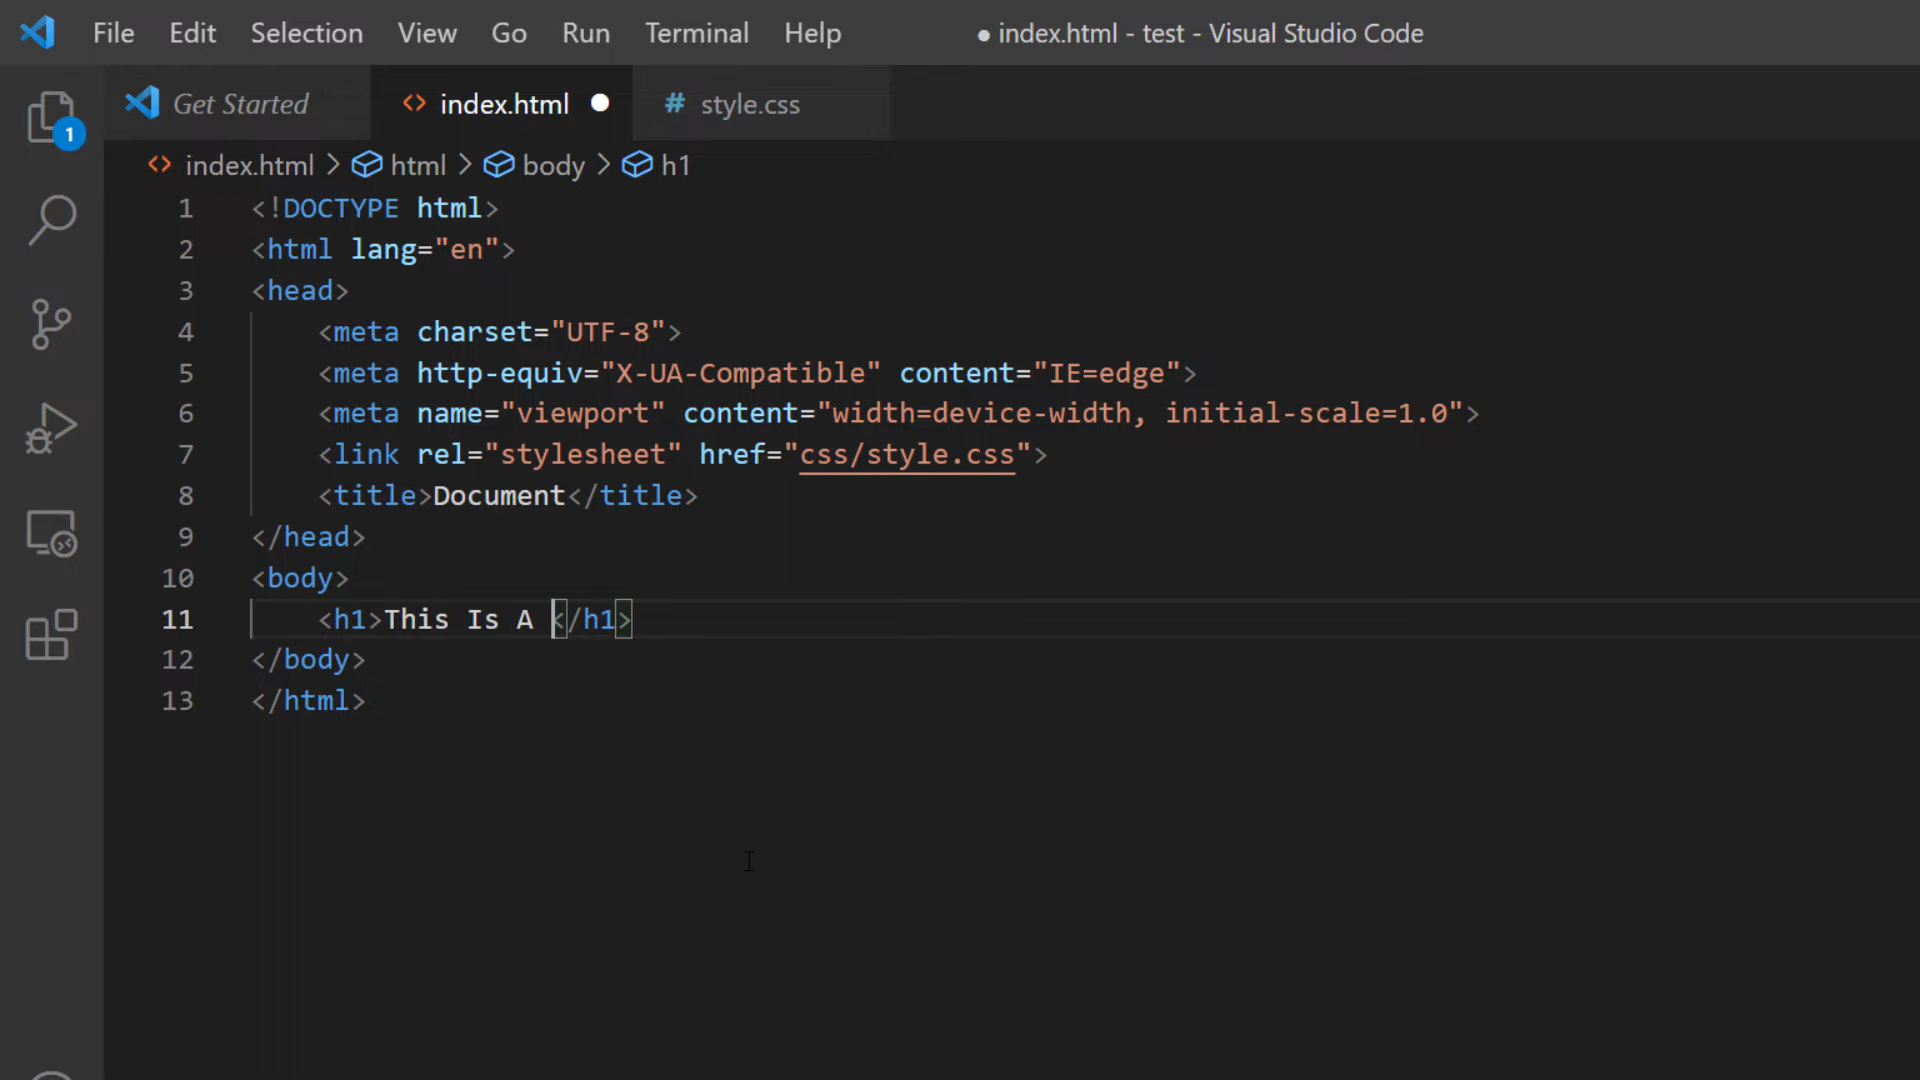 File Edit Selection View Go Run Terminal Help ● index.html - test - Visual Studio Code
Get Started <> index.html ● # style.css
1
<> index.html > html > body > h1
1 <!DOCTYPE html>
2 <html lang="en">
3 <head>
4     <meta charset="UTF-8">
5     <meta http-equiv="X-UA-Compatible" content="IE=edge">
6     <meta name="viewport" content="width=device-width, initial-scale=1.0">
7     <link rel="stylesheet" href="css/style.css">
8     <title>Document</title>
9 </head>
10 <body>
11     <h1>This Is A </h1>
12 </body>
13 </html>